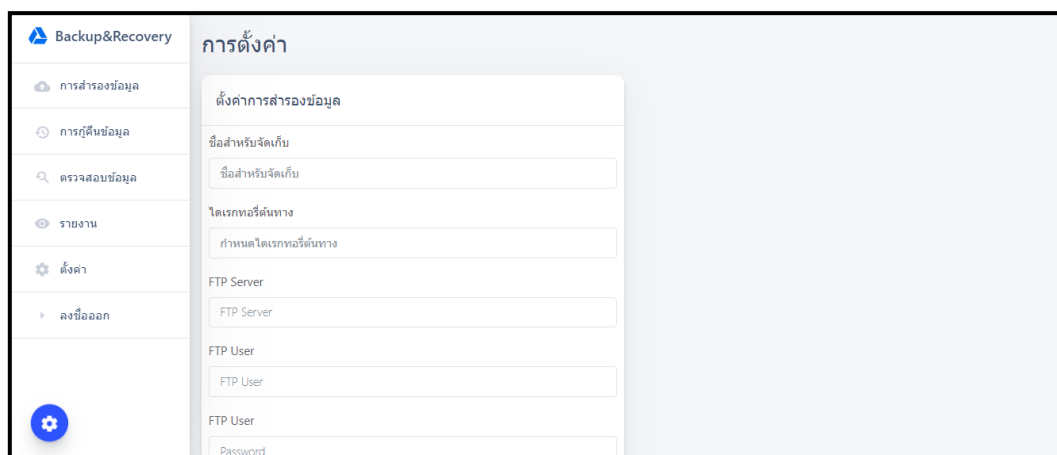 Backup&Recovery
การสำรองข้อมูล
การกู้คืนข้อมูล
ตรวจสอบข้อมูล
รายงาน
ตั้งค่า
ลงชื่อออก
การตั้งค่า
ตั้งค่าการสำรองข้อมูล
ชื่อสำหรับจัดเก็บ
ชื่อสำหรับจัดเก็บ
ไดเรกทอรี่ต้นทาง
กำหนดไดเรกทอรี่ต้นทาง
FTP Server
FTP Server
FTP User
FTP User
FTP User
Password